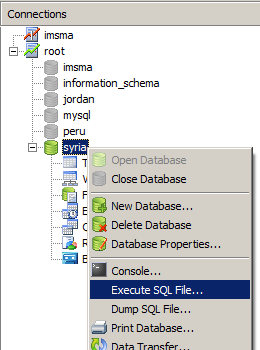 Connections
imsma
root
imsma
information_schema
jordan
mysql
peru
syria
T
V
F
E
C
R
B
Open Database
Close Database
New Database...
Delete Database
Database Properties...
Console...
Execute SQL File...
Dump SQL File...
Print Database...
Data Transfer...